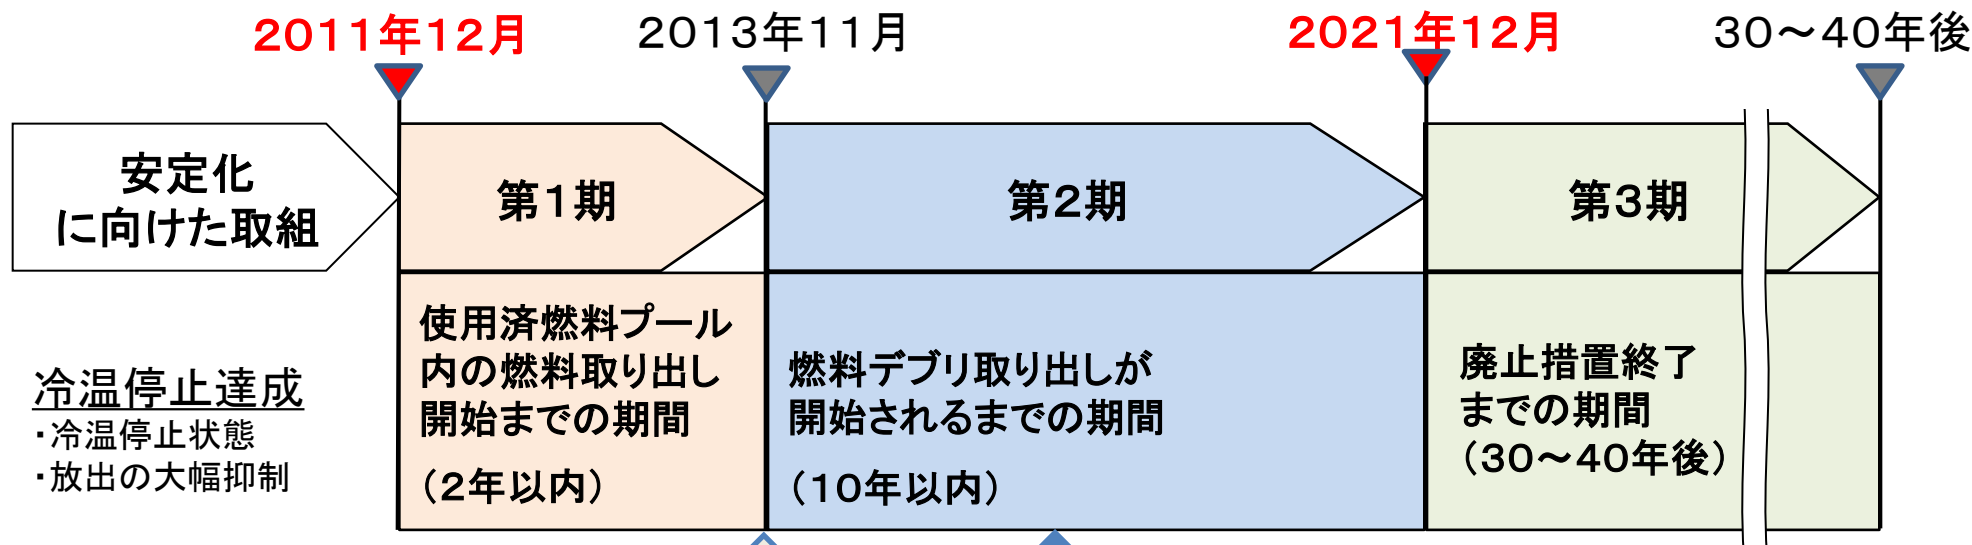 2011年12月
2013年11月
2021年12月
30～40年後
安定化
に向けた取組
第1期
第2期
第3期
冷温停止達成
・冷温停止状態
・放出の大幅抑制
使用済燃料プール
内の燃料取り出し
開始までの期間
（2年以内）
燃料デブリ取り出しが
開始されるまでの期間
（10年以内）
廃止措置終了
までの期間
（30～40年後）